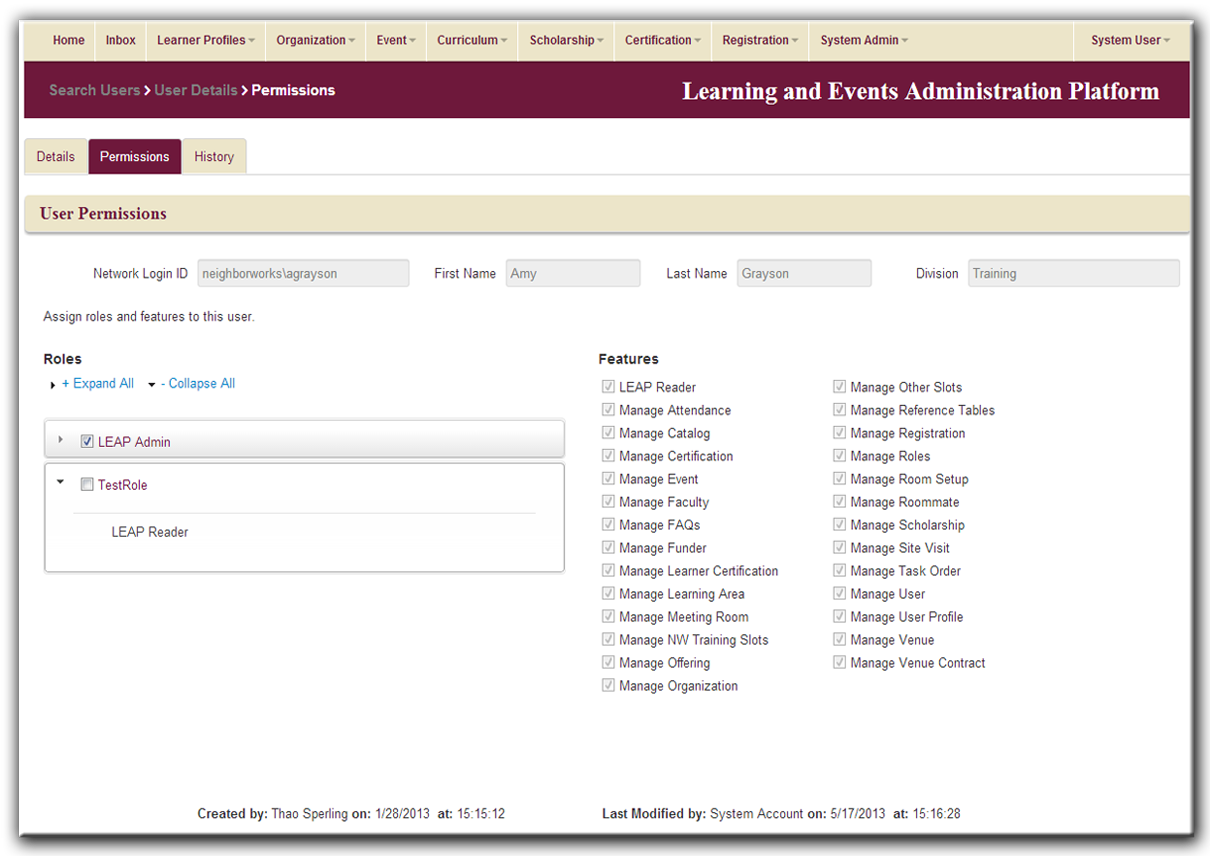 Home Inbox Learner Profiles Organization Event Curriculum Scholarship Certification Registration System Admin System User
Search Users > User Details > Permissions Learning and Events Administration Platform
Details Permissions History
User Permissions
Network Login ID neighborworks\agrayson First Name Amy Last Name Grayson Division Training
Assign roles and features to this user.
Roles
+ Expand All - Collapse All
LEAP Admin
TestRole
LEAP Reader
Features
LEAP Reader
Manage Attendance
Manage Catalog
Manage Certification
Manage Event
Manage Faculty
Manage FAQs
Manage Funder
Manage Learner Certification
Manage Learning Area
Manage Meeting Room
Manage NW Training Slots
Manage Offering
Manage Organization
Manage Other Slots
Manage Reference Tables
Manage Registration
Manage Roles
Manage Room Setup
Manage Roommate
Manage Scholarship
Manage Site Visit
Manage Task Order
Manage User
Manage User Profile
Manage Venue
Manage Venue Contract
Created by: Thao Sperling on: 1/28/2013 at: 15:15:12 Last Modified by: System Account on: 5/17/2013 at: 15:16:28